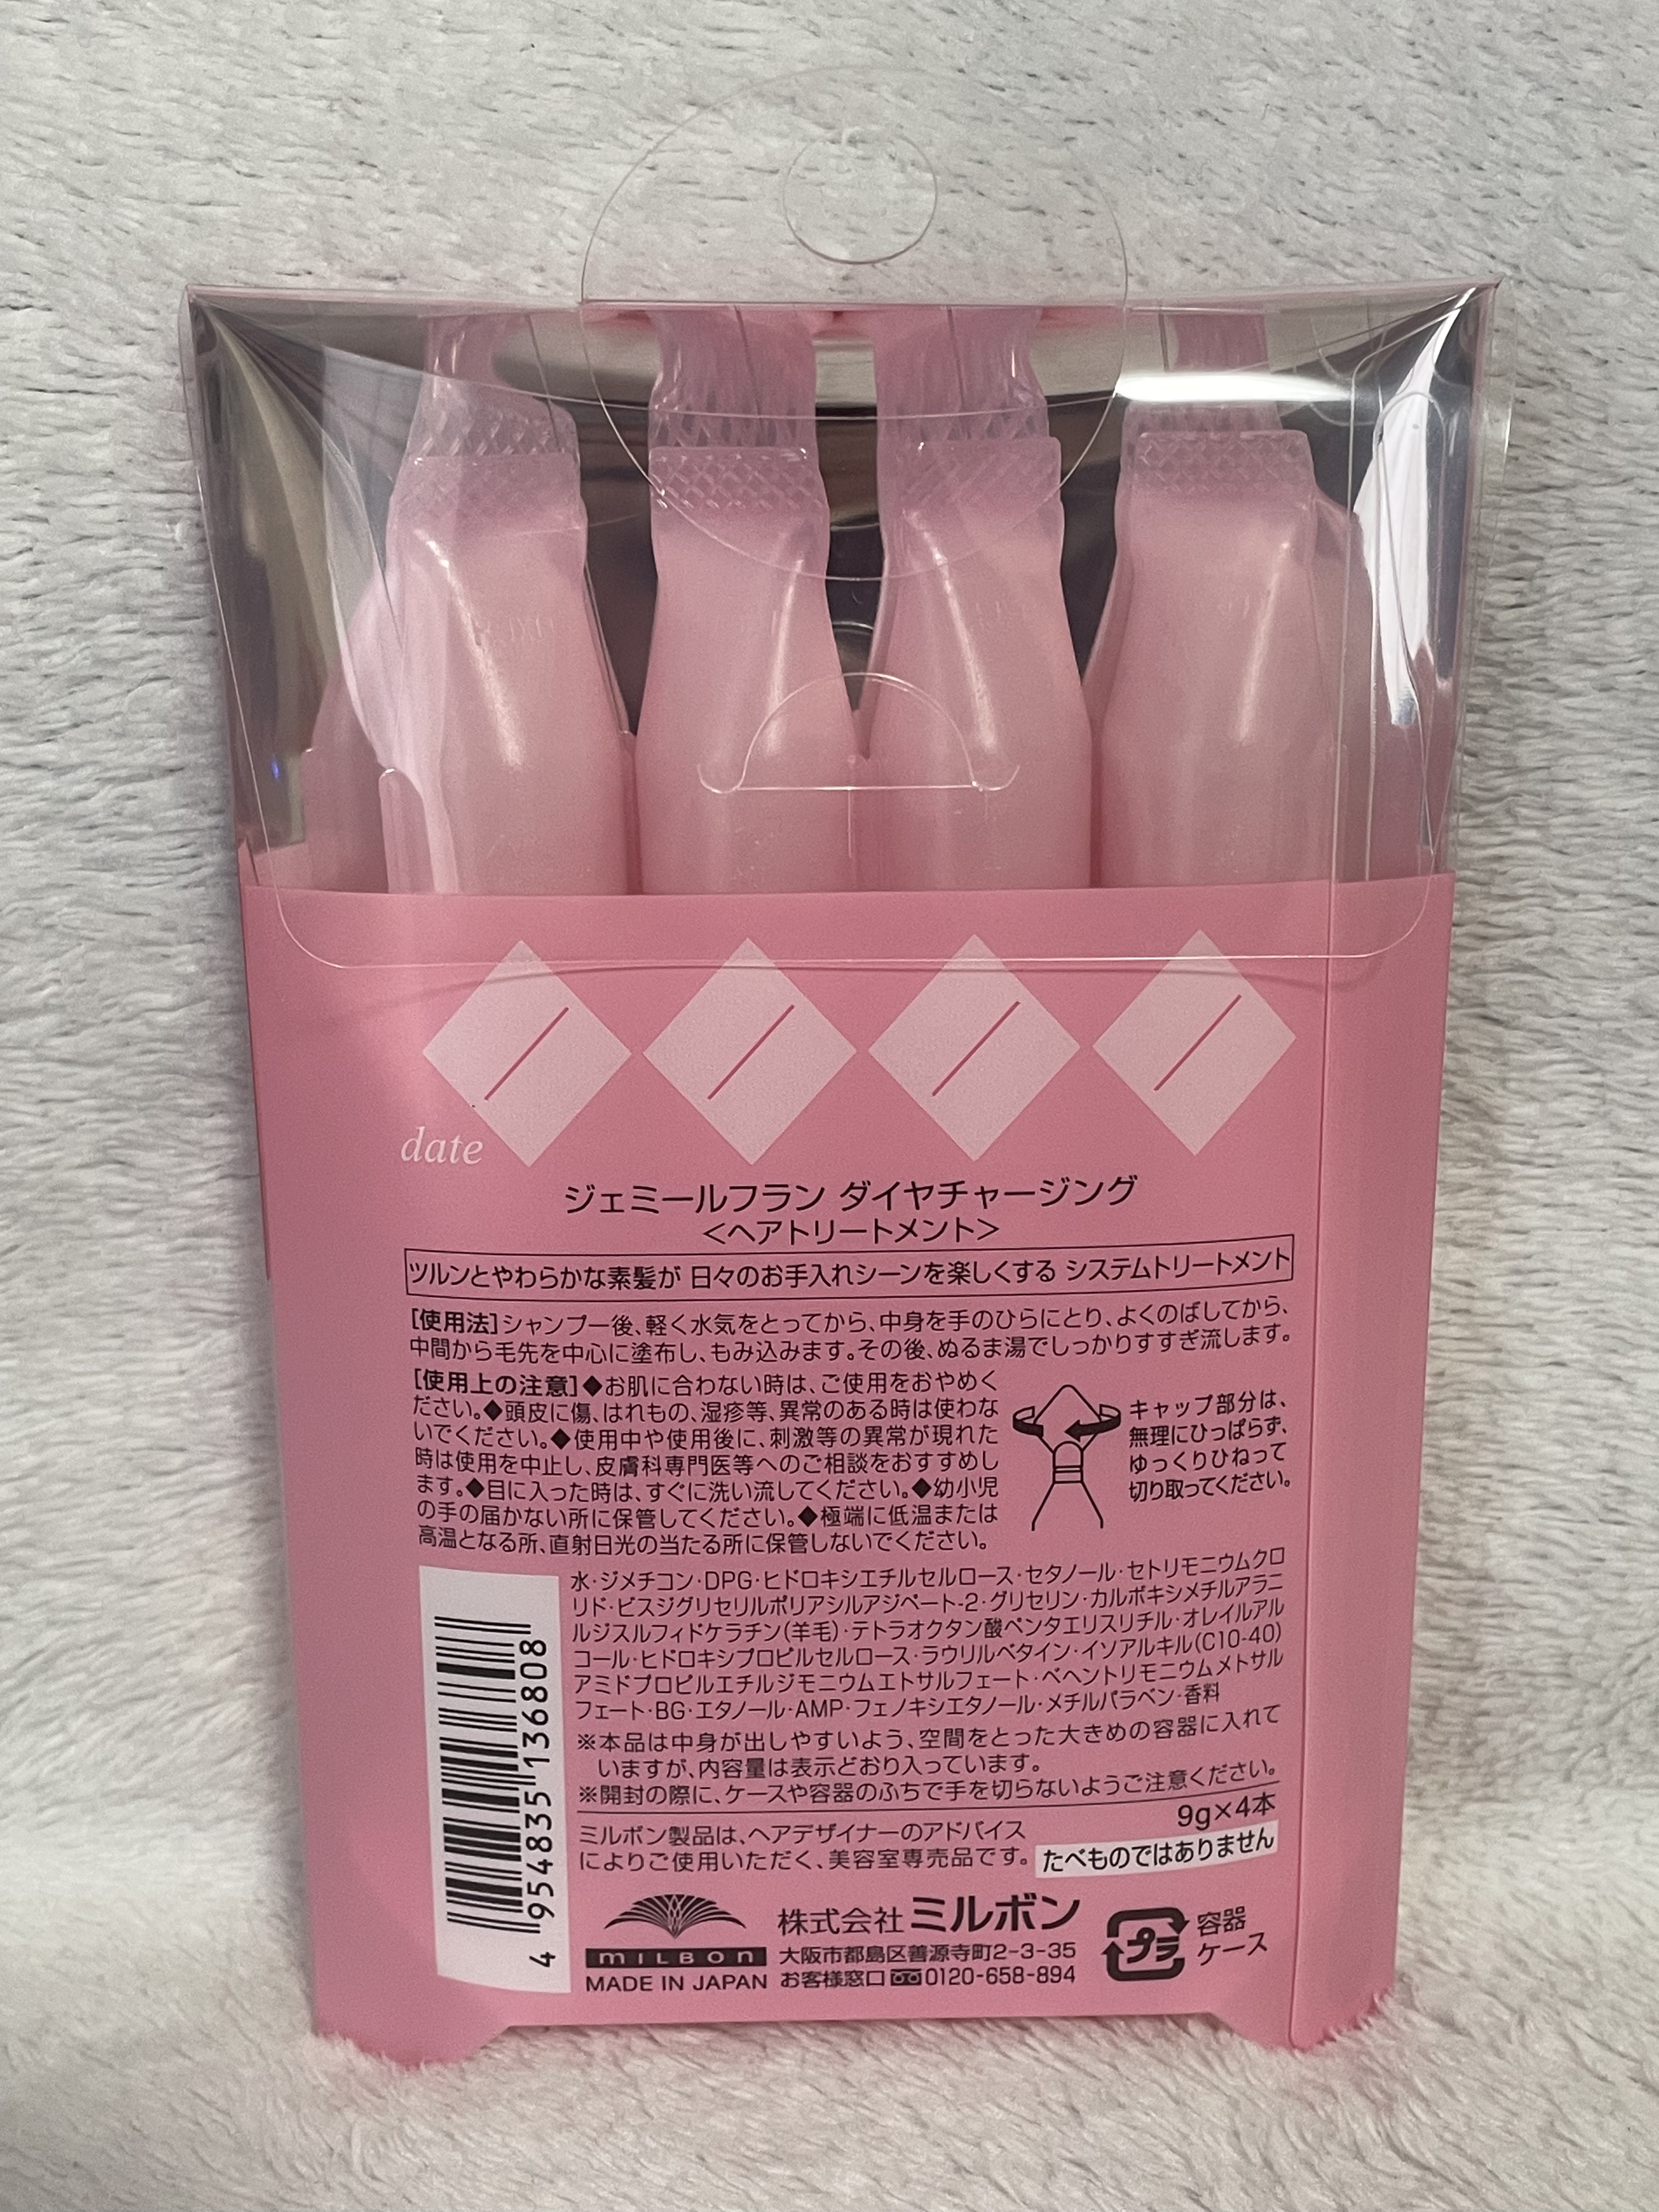 date
ジェミールフラン ダイヤチャージング
<ヘアトリートメント>
ツルンとやわらかな素髪が 日々のお手入れシーンを楽しくする システムトリートメント
[使用法]シャンプー後、軽く水気をとってから、中身を手のひらにとり、よくのばしてから、
中間から毛先を中心に塗布し、もみ込みます。その後、ぬるま湯でしっかりすすぎ流します。
[使用上の注意]◆お肌に合わない時は、ご使用をおやめく
ださい。◆頭皮に傷、はれもの、湿疹等、異常のある時は使わな
いでください。◆使用中や使用後に、刺激等の異常が現れた
時は使用を中止し、皮膚科専門医等へのご相談をおすすめし
ます。◆目に入った時は、すぐに洗い流してください。◆幼小児
の手の届かない所に保管してください。◆極端に低温または
高温となる所、直射日光の当たる所に保管しないでください。
キャップ部分は、
無理にひっぱらず、
ゆっくりひねって
切り取ってください。
水・ジメチコン・DPG・ヒドロキシエチルセルロース・セタノール・セトリモニウムクロ
リド・ビスジグリセリルポリアシルアジペート-2・グリセリン・カルボキシメチルアラニ
ルジスルフィドケラチン(羊毛)・テトラオクタン酸ペンタエリスリチル・オレイルアル
コール・ヒドロキシプロピルセルロース・ラウリルベタイン・イソアルキル(C10-40)
アミドプロピルエチルジモニウムエトサルフェート・ベヘントリモニウムメトサル
フェート・BG・エタノール・AMP・フェノキシエタノール・メチルパラベン・香料
※本品は中身が出しやすいよう、空間をとった大きめの容器に入れて
いますが、内容量は表示どおり入っています。
※開封の際に、ケースや容器のふちで手を切らないようご注意ください。
9g×4本
ミルボン製品は、ヘアデザイナーのアドバイス
によりご使用いただく、美容室専売品です。
たべものではありません
4 954835 136808
milbon
MADE IN JAPAN
株式会社ミルボン
大阪市都島区善源寺町2-3-35
お客様窓口 0120-658-894
プラ
容器
ケース